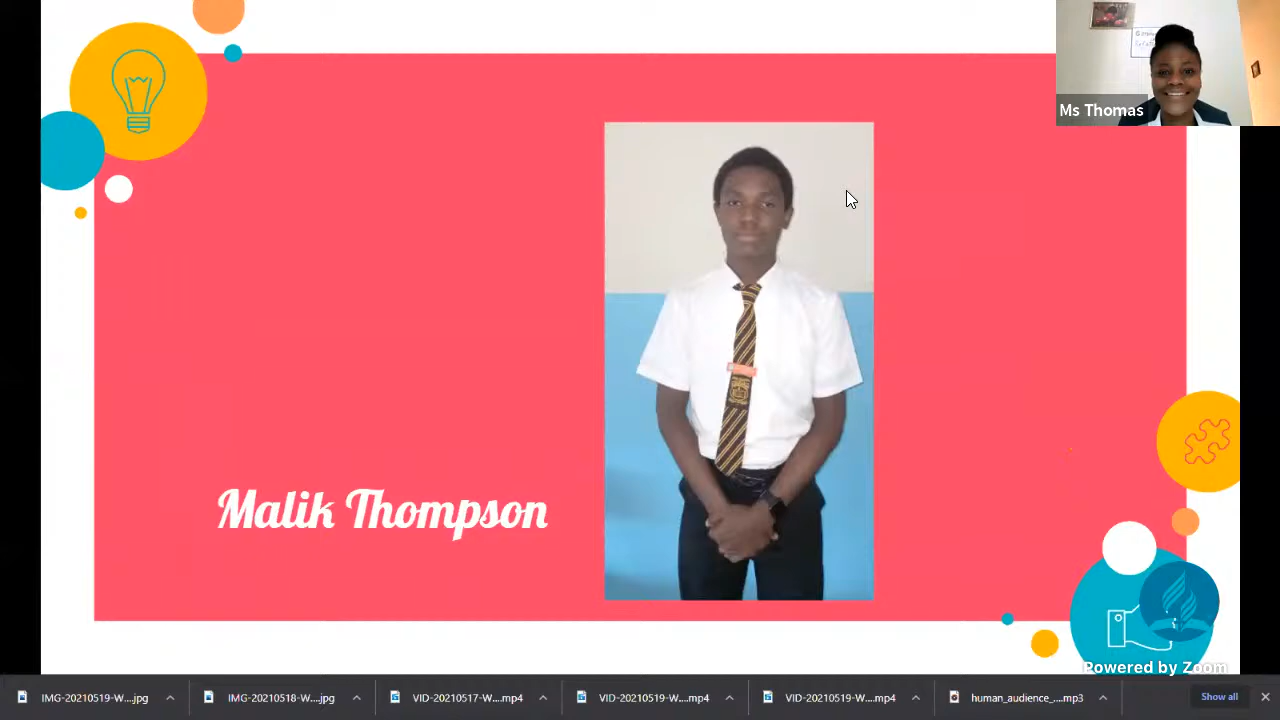 Ms Thomas
Malik Thompson
Powered by Zoom
IMG-20210519-W....jpg
IMG-20210518-W....jpg
VID-20210517-W....mp4
VID-20210519-W....mp4
VID-20210519-W....mp4
human_audience_....mp3
Show all